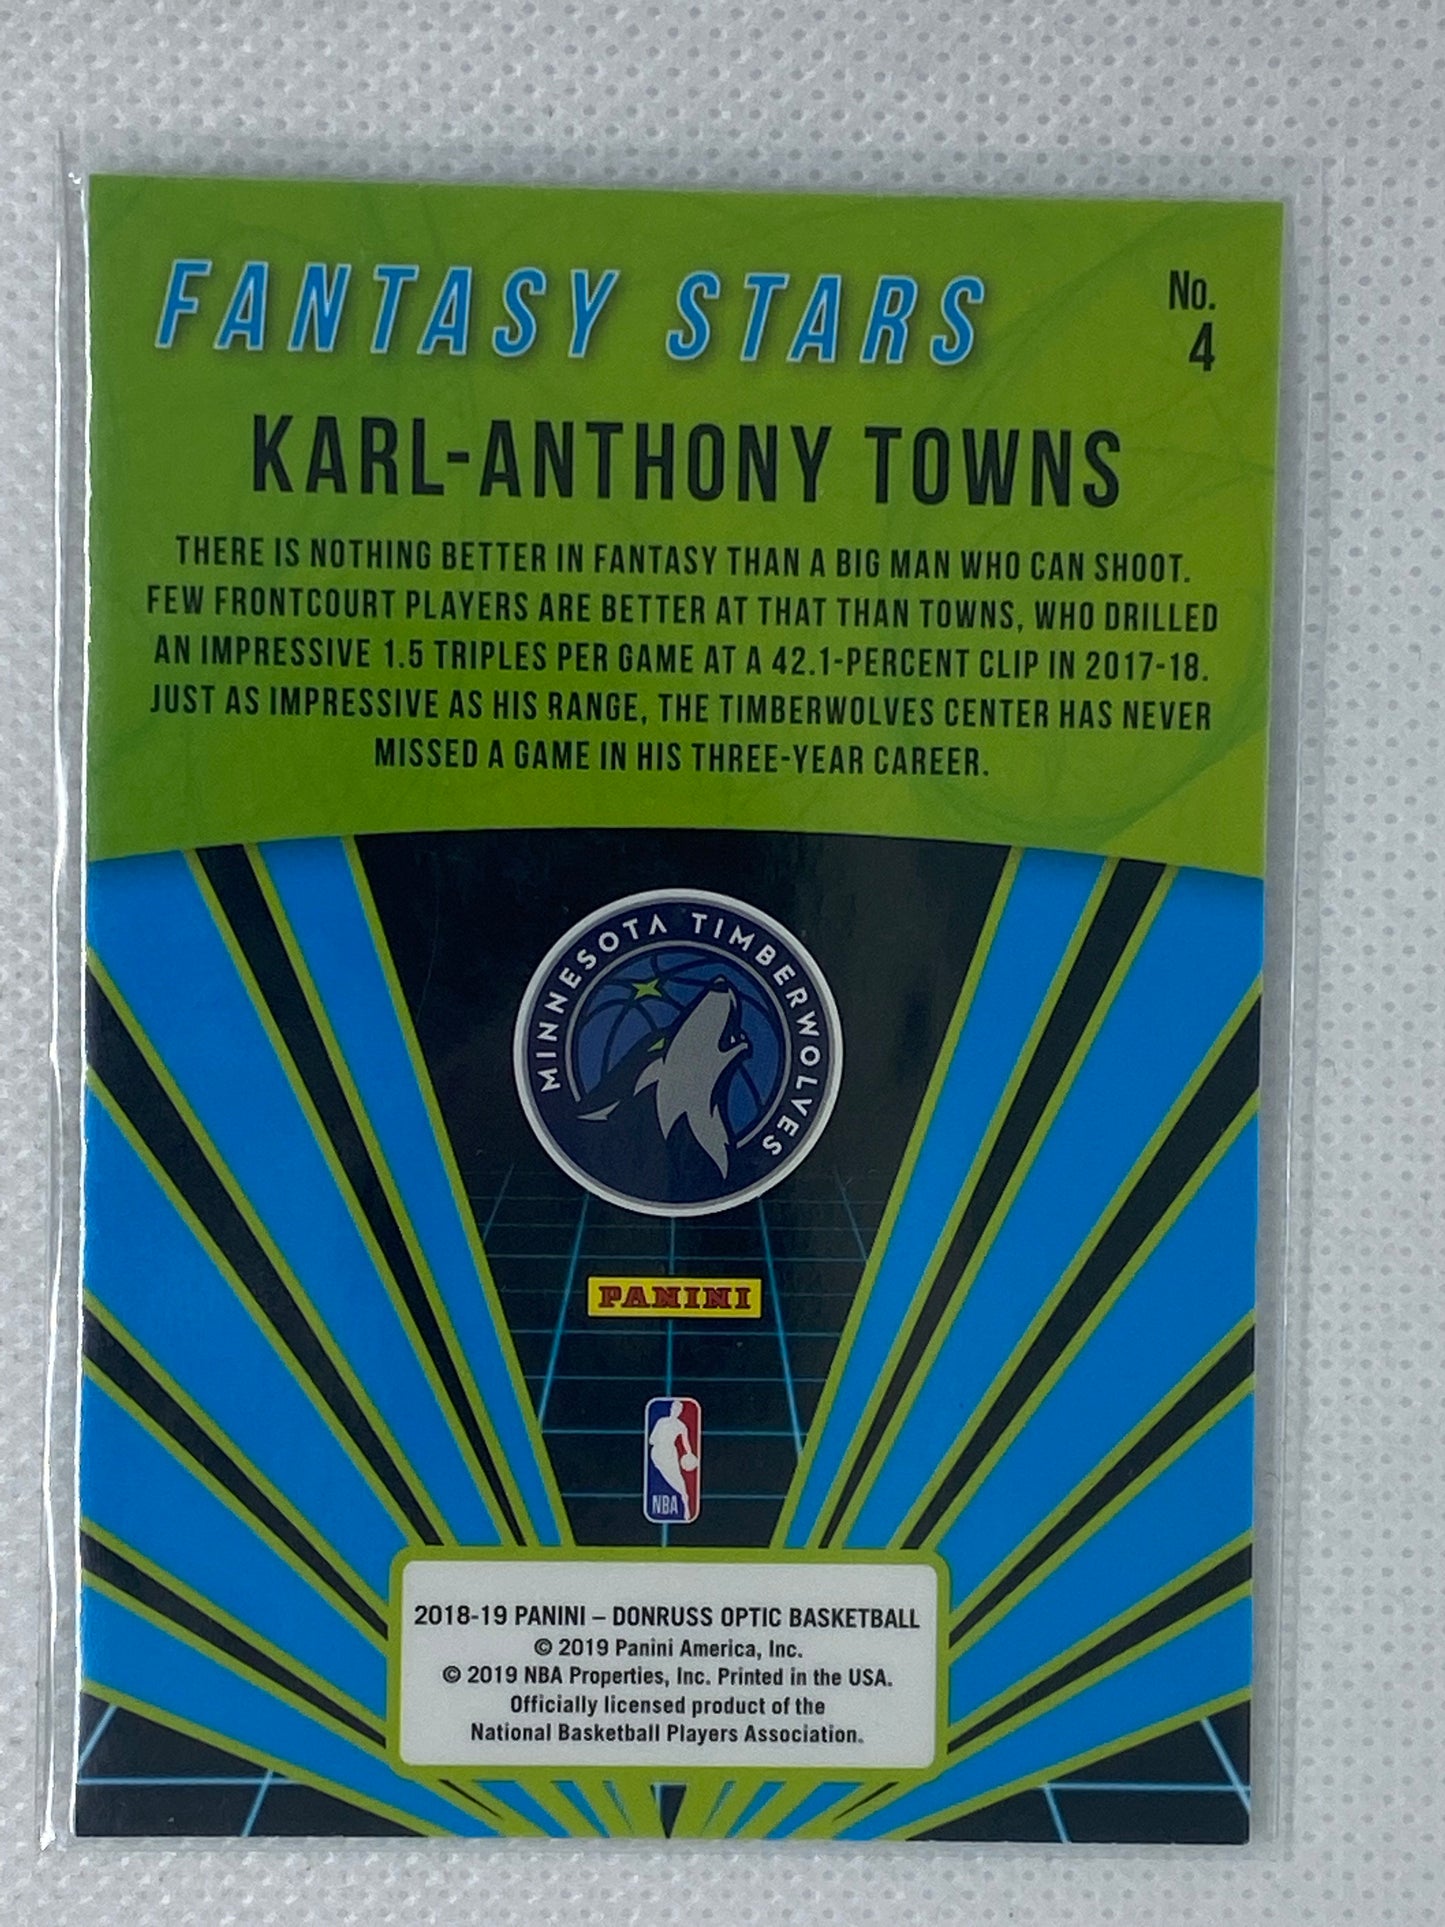 FANTASY STARS
No.
4
KARL-ANTHONY TOWNS
THERE IS NOTHING BETTER IN FANTASY THAN A BIG MAN WHO CAN SHOOT.
FEW FRONTCOURT PLAYERS ARE BETTER AT THAT THAN TOWNS, WHO DRILLED
AN IMPRESSIVE 1.5 TRIPLES PER GAME AT A 42.1-PERCENT CLIP IN 2017-18.
JUST AS IMPRESSIVE AS HIS RANGE, THE TIMBERWOLVES CENTER HAS NEVER
MISSED A GAME IN HIS THREE-YEAR CAREER.
MINNESOTA TIMBERWOLVES
PANINI
NBA
2018-19 PANINI – DONRUSS OPTIC BASKETBALL
© 2019 Panini America, Inc.
© 2019 NBA Properties, Inc. Printed in the USA.
Officially licensed product of the
National Basketball Players Association.